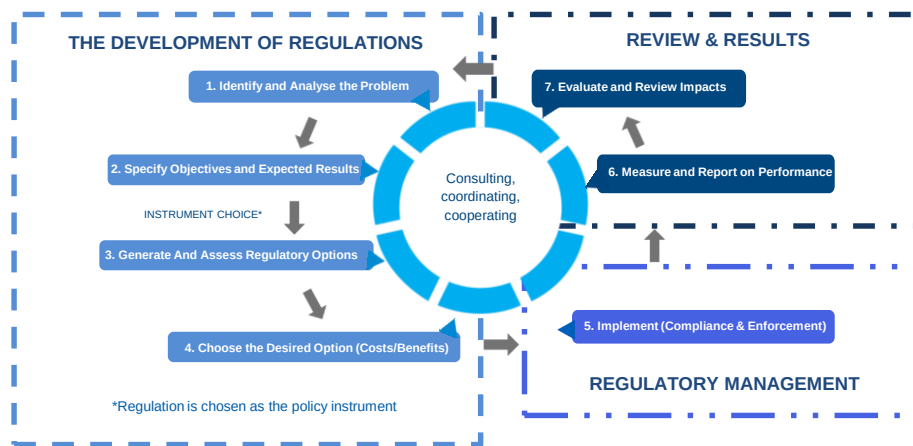 THE DEVELOPMENT OF REGULATIONS
REVIEW & RESULTS
1. Identify and Analyse the Problem
7. Evaluate and Review Impacts
2. Specify Objectives and Expected Results
6. Measure and Report on Performance
Consulting,
coordinating,
cooperating
INSTRUMENT CHOICE*
3. Generate And Assess Regulatory Options
4. Choose the Desired Option (Costs/Benefits)
5. Implement (Compliance & Enforcement)
REGULATORY MANAGEMENT
*Regulation is chosen as the policy instrument